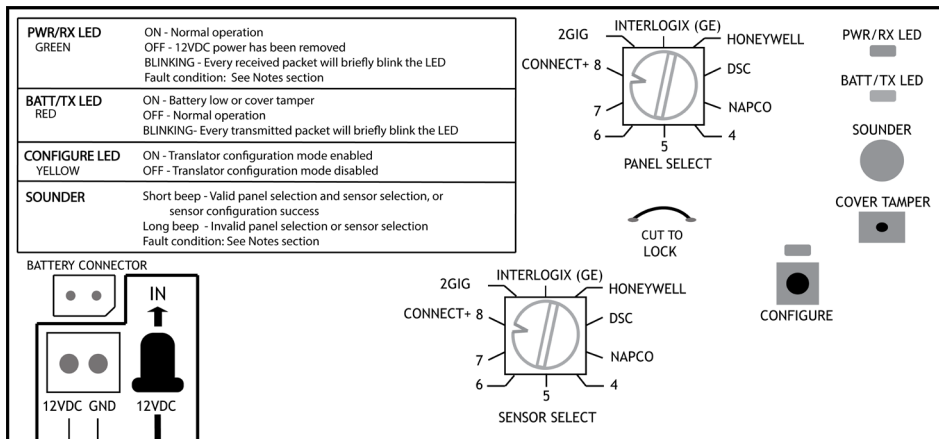 PWR/RX LED
GREEN
ON - Normal operation
OFF - 12VDC power has been removed
BLINKING - Every received packet will briefly blink the LED
Fault condition: See Notes section
BATT/TX LED
RED
ON - Battery low or cover tamper
OFF - Normal operation
BLINKING- Every transmitted packet will briefly blink the LED
CONFIGURE LED
YELLOW
ON - Translator configuration mode enabled
OFF - Translator configuration mode disabled
SOUNDER
Short beep - Valid panel selection and sensor selection, or
sensor configuration success
Long beep - Invalid panel selection or sensor selection
Fault condition: See Notes section
INTERLOGIX (GE)
2GIG
HONEYWELL
CONNECT+ 8
DSC
7
NAPCO
6
5
4
PANEL SELECT
PWR/RX LED
BATT/TX LED
SOUNDER
COVER TAMPER
CUT TO
LOCK
CONFIGURE
BATTERY CONNECTOR
IN
12VDC GND
12VDC
INTERLOGIX (GE)
2GIG
HONEYWELL
CONNECT+ 8
DSC
7
NAPCO
6
5
4
SENSOR SELECT